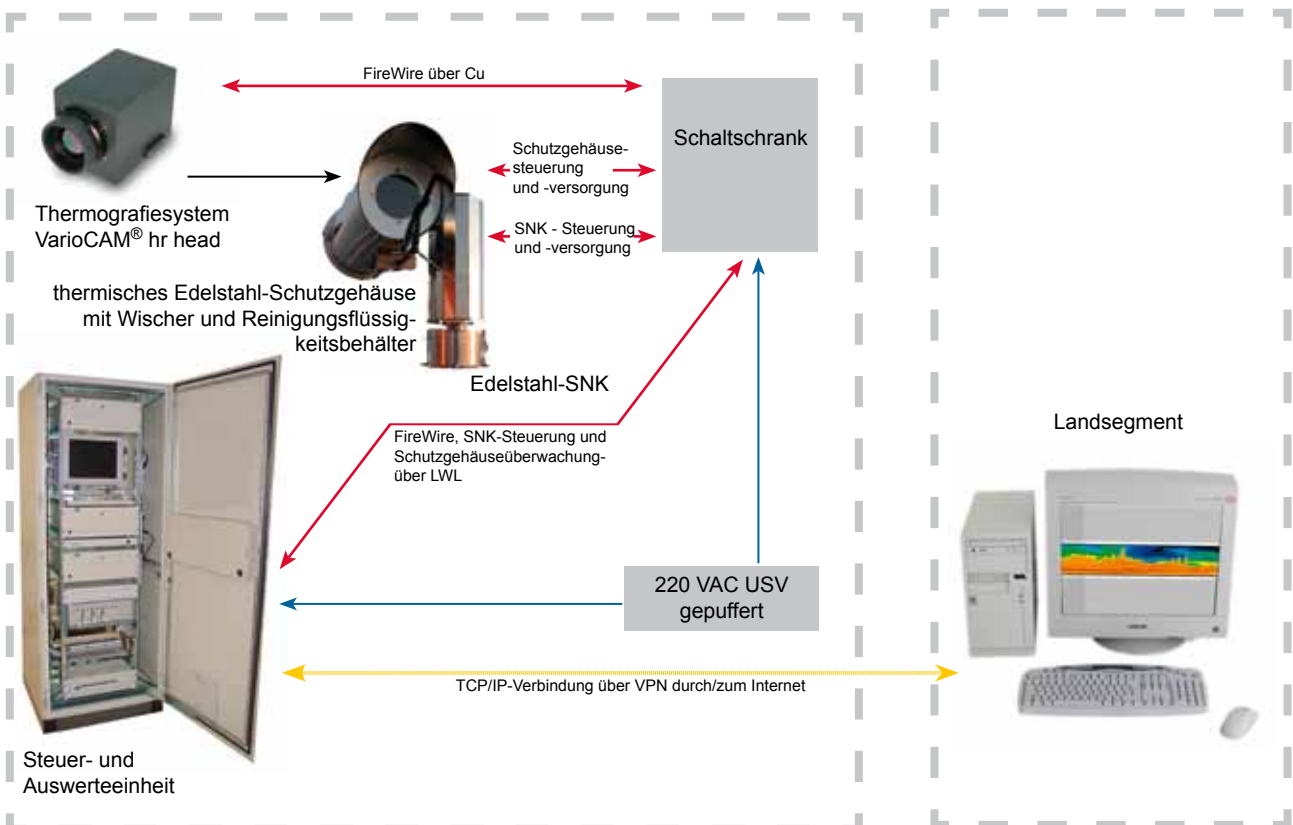 FireWire über Cu
Schaltschrank
Schutzgehäuse-
steuerung
und -versorgung
SNK - Steuerung
und -versorgung
Thermografiesystem
VarioCAM® hr head
thermisches Edelstahl-Schutzgehäuse
mit Wischer und Reinigungsflüssig-
keitsbehälter
Edelstahl-SNK
FireWire, SNK-Steuerung und
Schutzgehäuseüberwachung-
über LWL
Landsegment
220 VAC USV
gepuffert
TCP/IP-Verbindung über VPN durch/zum Internet
Steuer- und
Auswerteeinheit